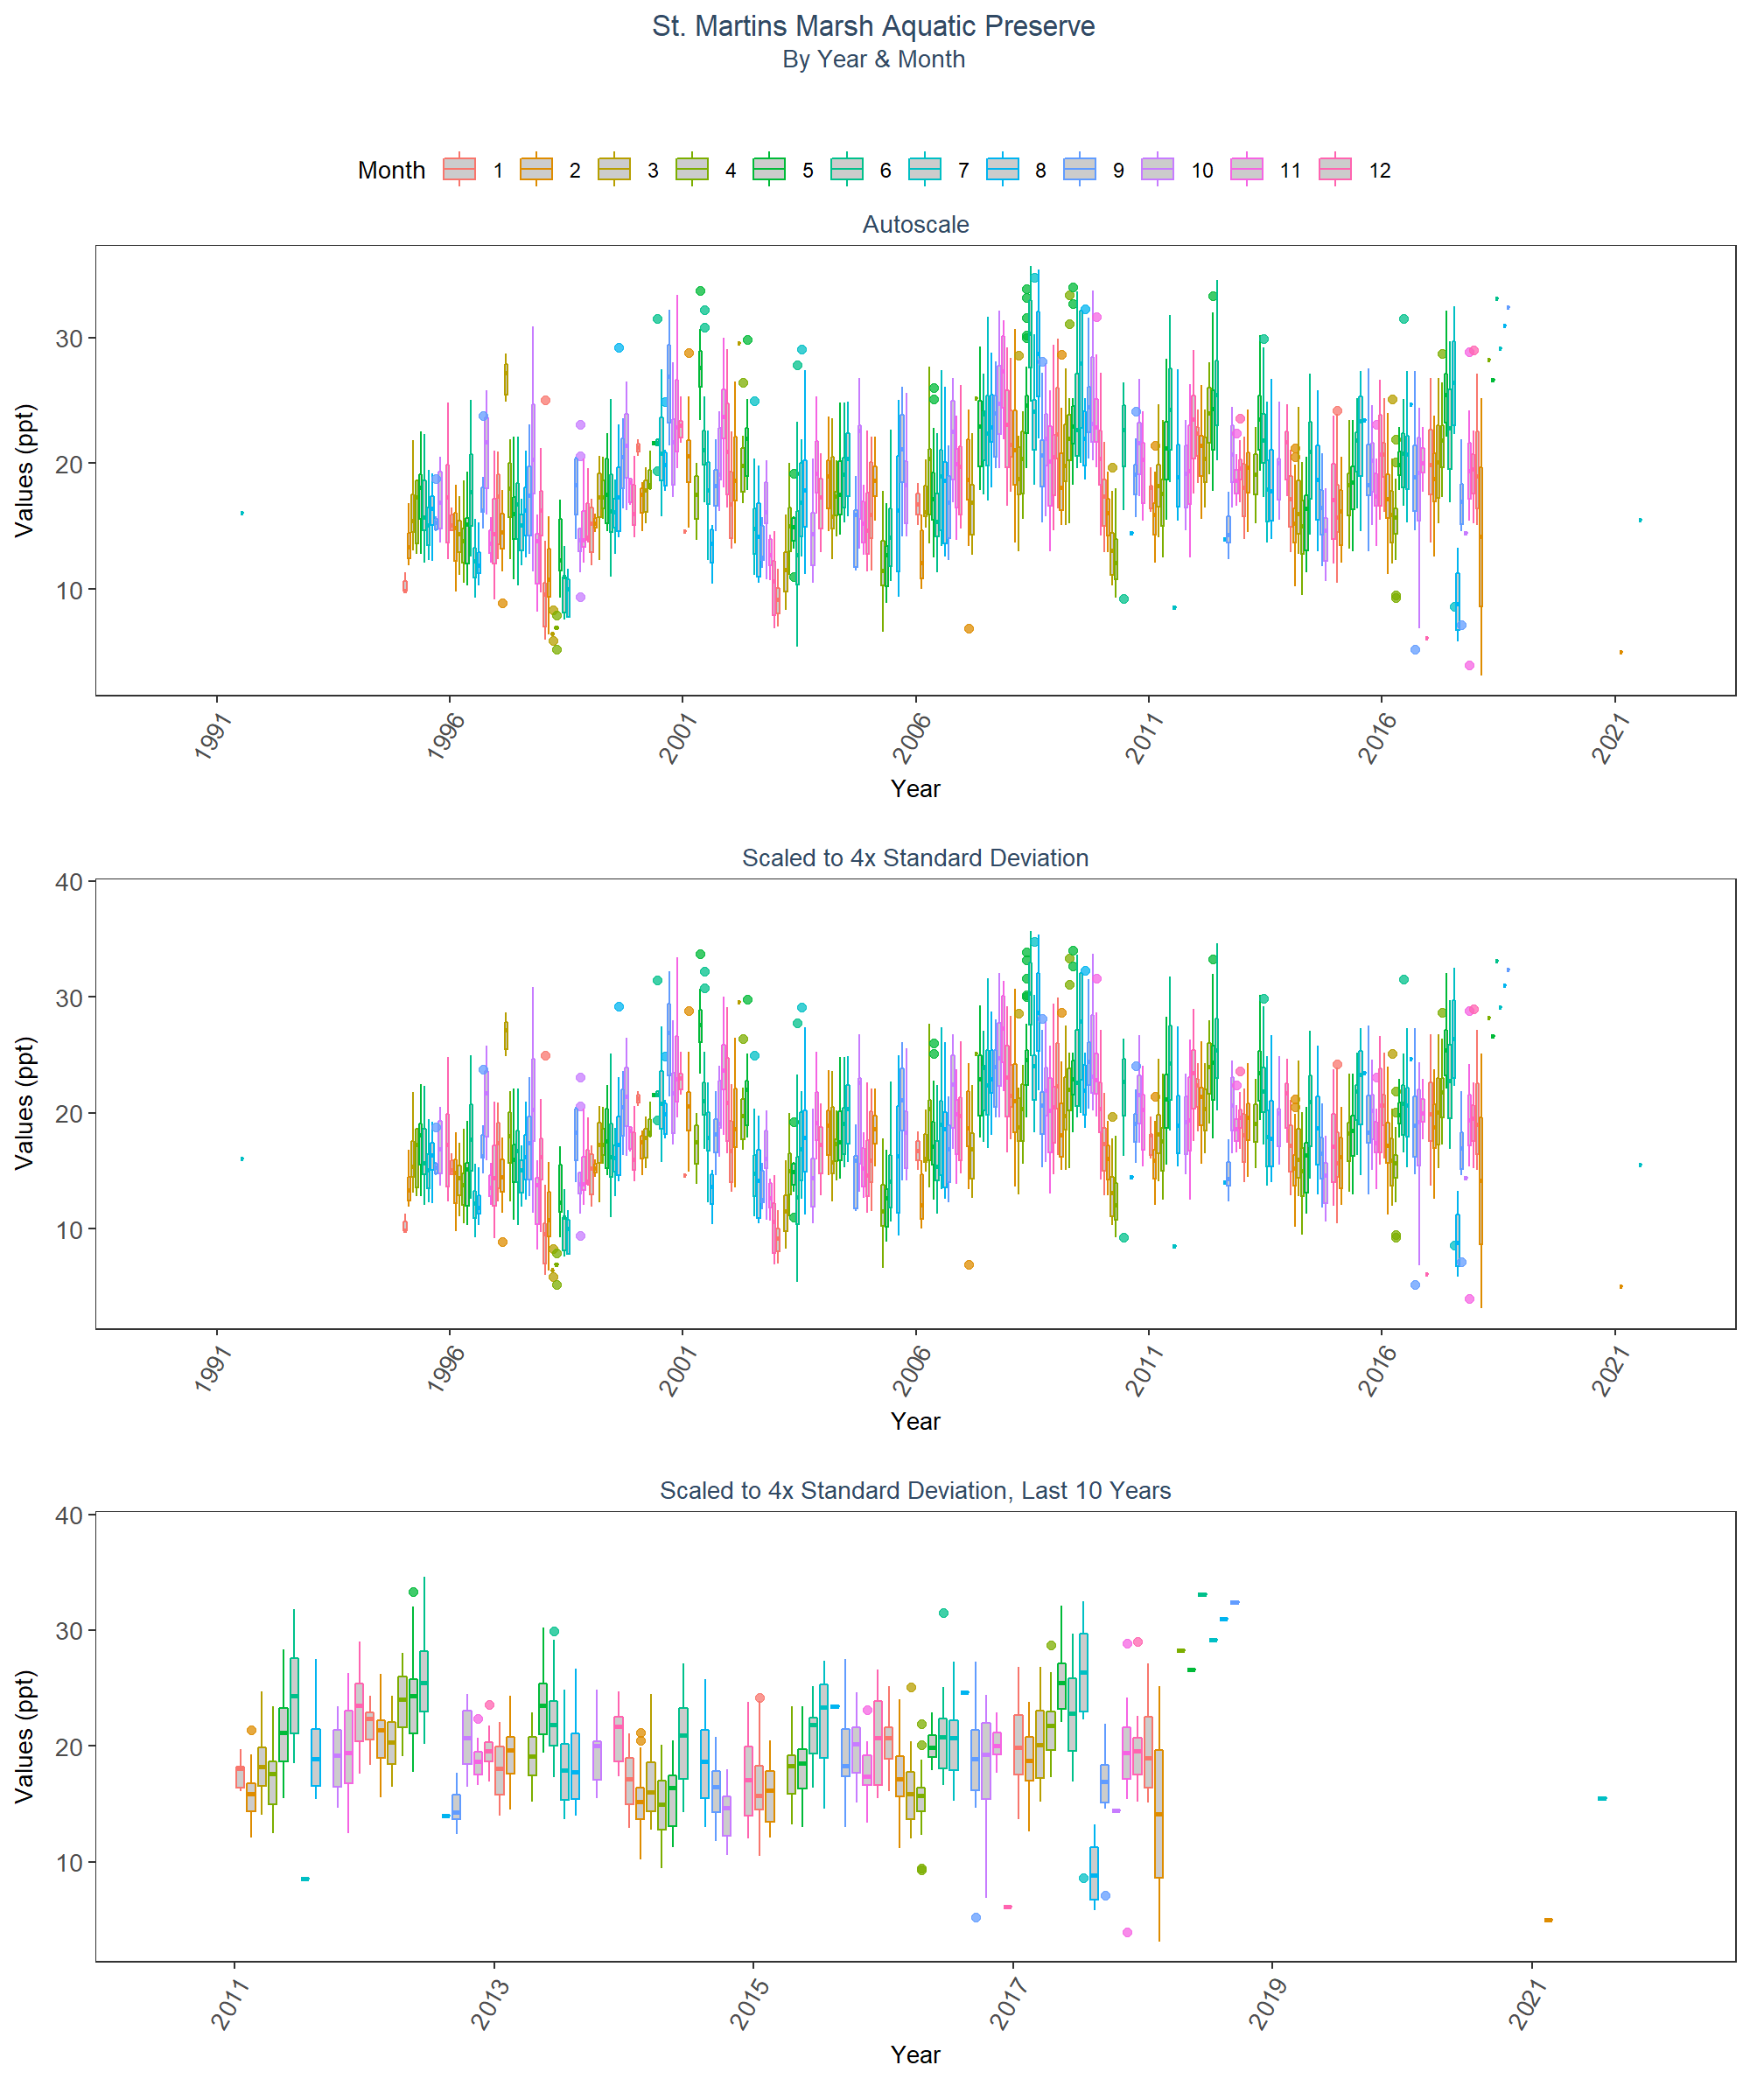 St. Martins Marsh Aquatic Preserve
By Year & Month
Month 1 2 3 4 5 6 7 8 9 10 11 12
Autoscale
Values (ppt)
30
20
10
1991 1996 2001 2006 2011 2016 2021
Year
Scaled to 4x Standard Deviation
Values (ppt)
40
30
20
10
1991 1996 2001 2006 2011 2016 2021
Year
Scaled to 4x Standard Deviation, Last 10 Years
Values (ppt)
40
30
20
10
2011 2013 2015 2017 2019 2021
Year